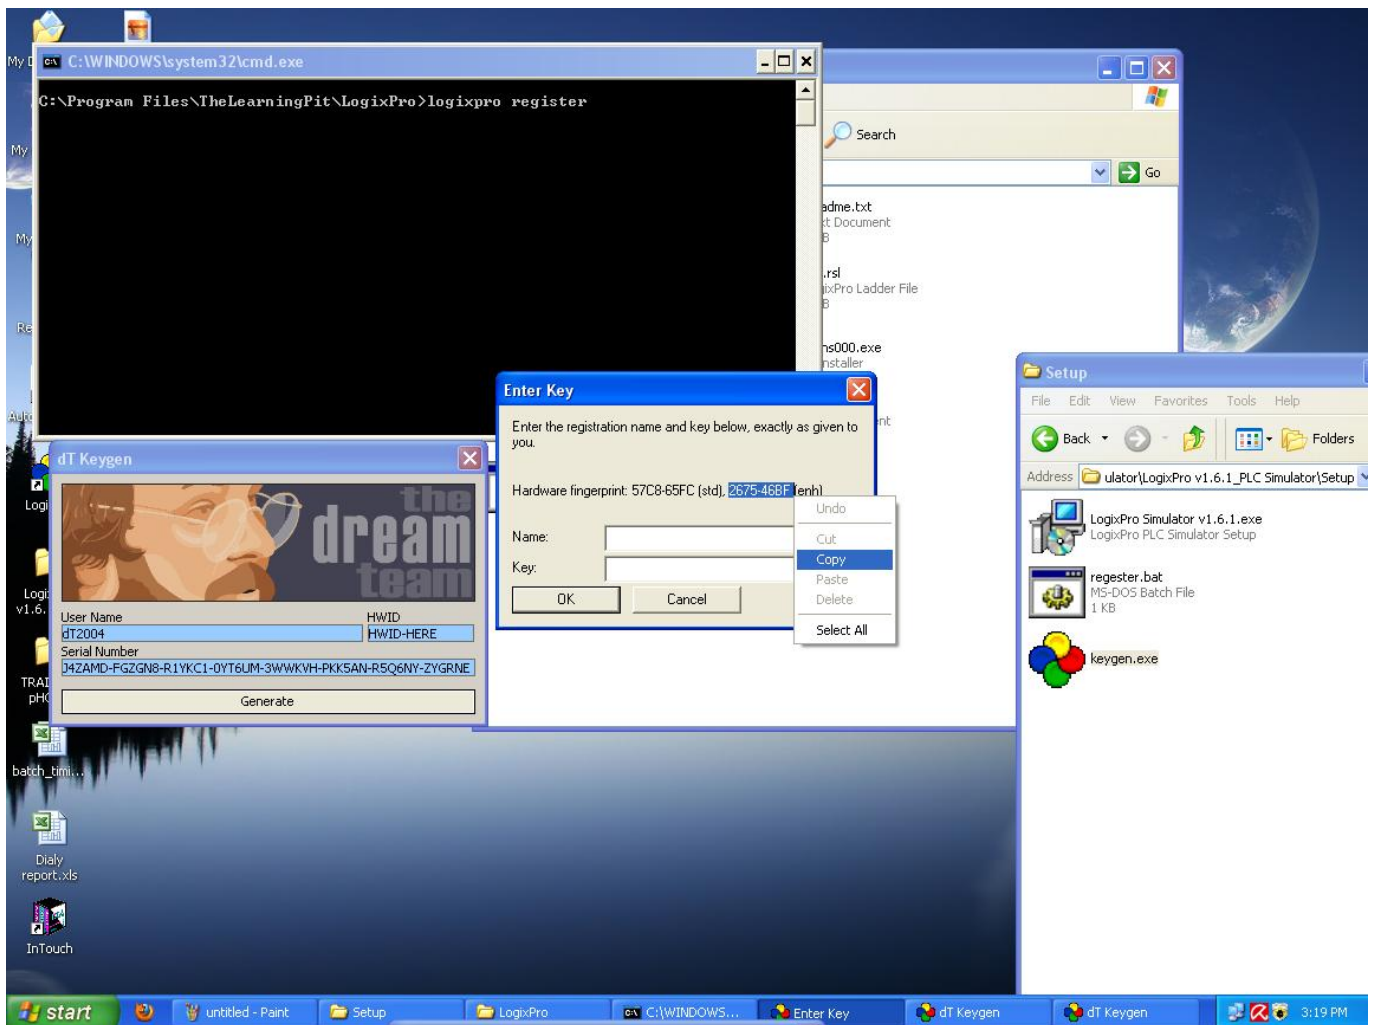 C:\WINDOWS\system32\cmd.exe
C:\Program Files\TheLearningPit\LogixPro>logixpro register
My
My
Search
Go
Text Document
.rsl
LogixPro Ladder File
Enter Key
Enter the registration name and key below, exactly as given to
you.
Hardware fingerprint: 57C8-65FC (std), 2675-46BF (enh)
Name:
Key:
OK
Cancel
Undo
Cut
Copy
Paste
Delete
Select All
dT Keygen
the
dream
team
User Name
HWID
dT2004
HWID-HERE
Serial Number
J4ZAMD-FGZGN8-R1YKC1-0YT6UM-3WWKVH-PKK5AN-R5Q6NY-ZYGRNE
Generate
Setup
File Edit View Favorites Tools Help
Back
Folders
Address
ulator\LogixPro v1.6.1_PLC Simulator\Setup
LogixPro Simulator v1.6.1.exe
LogixPro PLC Simulator Setup
regester.bat
MS-DOS Batch File
1 KB
keygen.exe
v1.6.
batch_timi...
Dialy
report.xls
InTouch
start
untitled - Paint
Setup
LogixPro
C:\WINDOWS...
Enter Key
dT Keygen
dT Keygen
3:19 PM